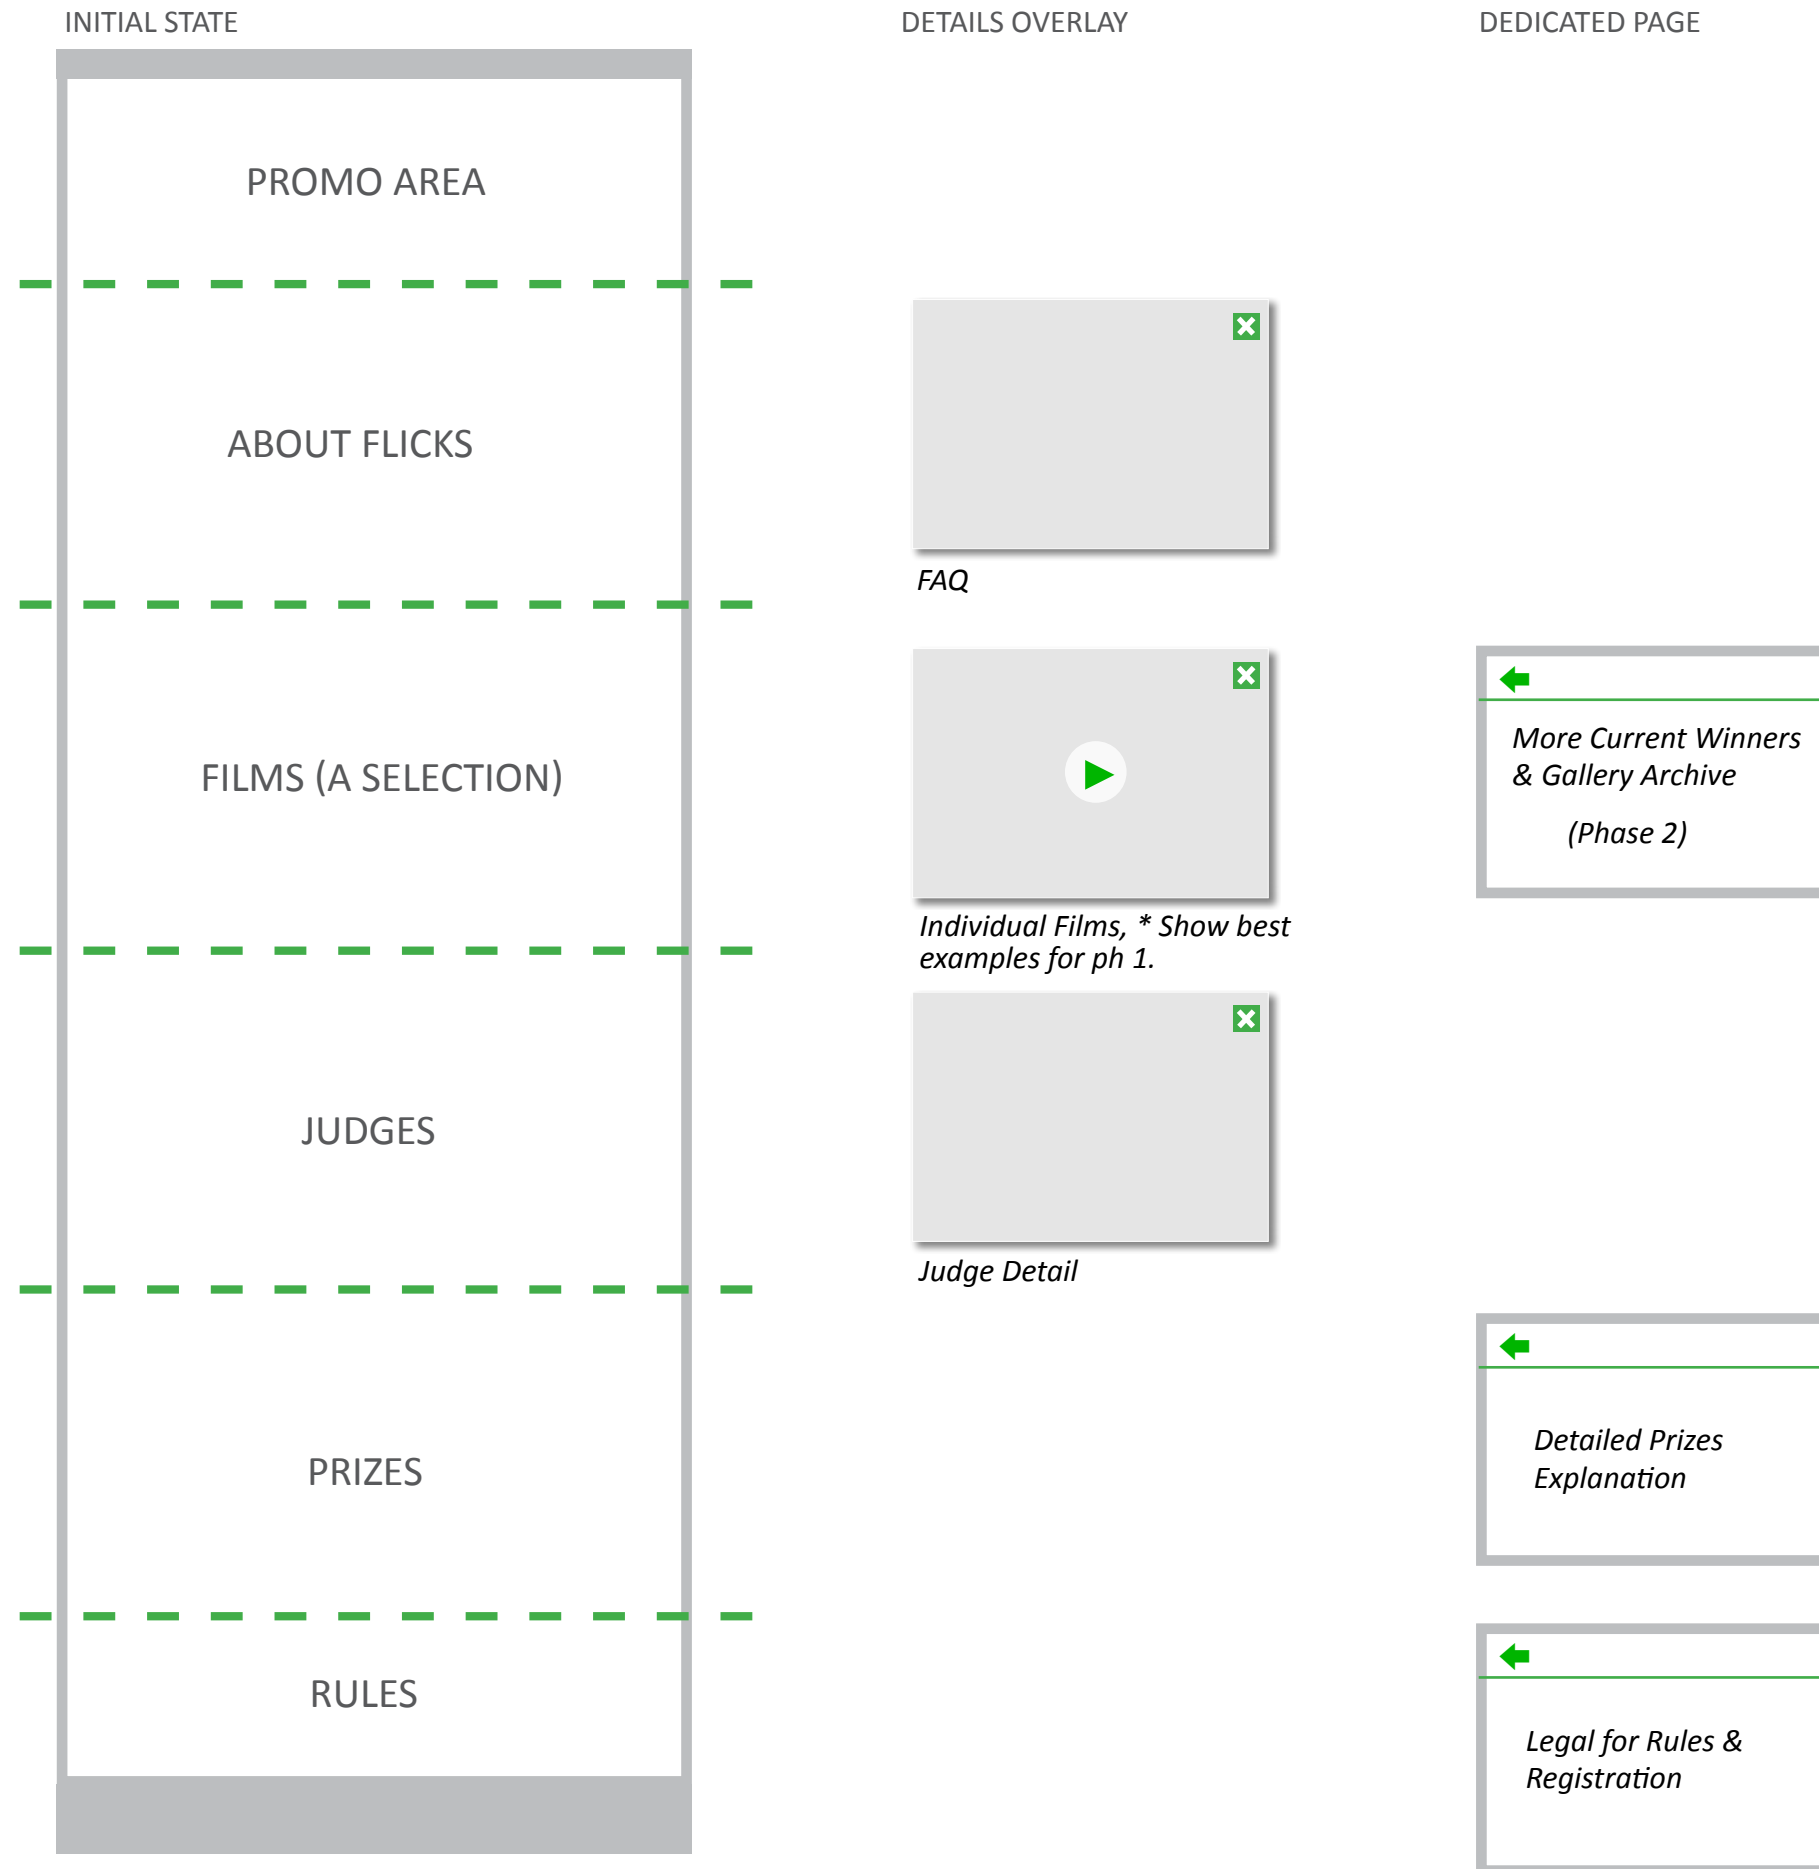 INITIAL STATE
DETAILS OVERLAY
DEDICATED PAGE
PROMO AREA
ABOUT FLICKS
FAQ
FILMS (A SELECTION)
Individual Films, * Show best
examples for ph 1.
More Current Winners
& Gallery Archive
(Phase 2)
JUDGES
Judge Detail
PRIZES
Detailed Prizes
Explanation
RULES
Legal for Rules &
Registration